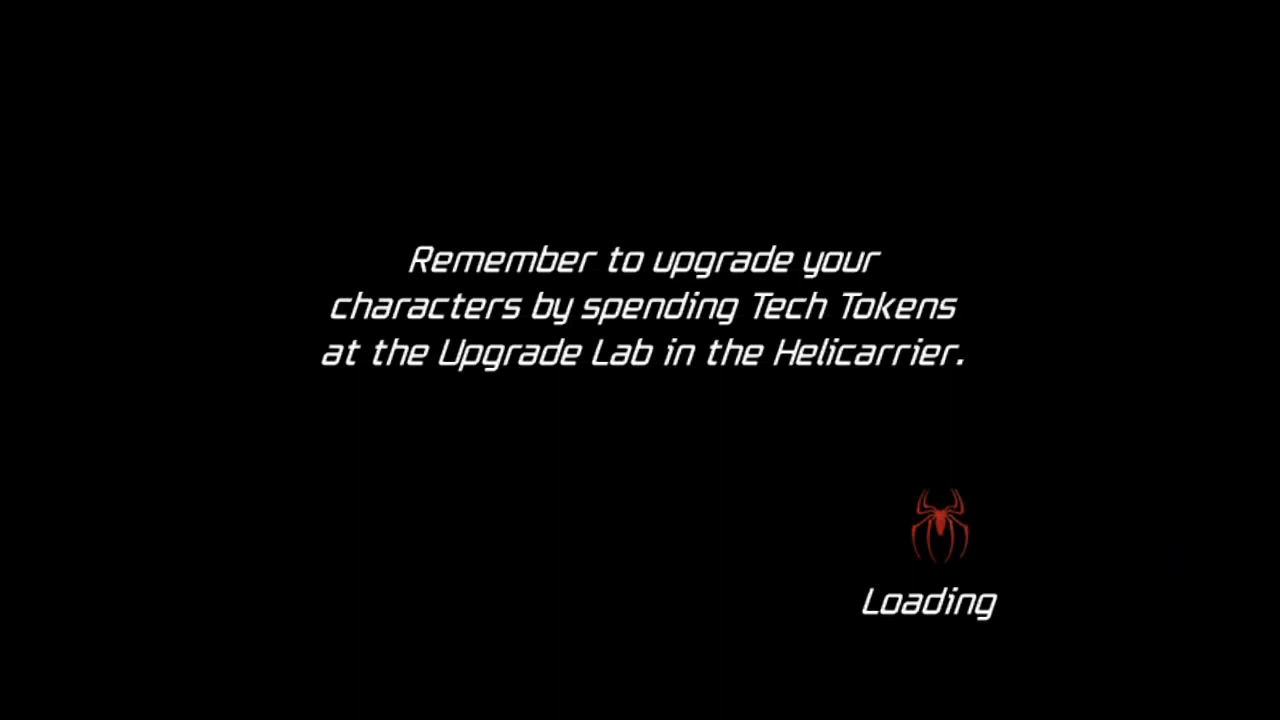 Remember to upgrade your
characters by spending Tech Tokens
at the Upgrade Lab in the Helicarrier.
Loading